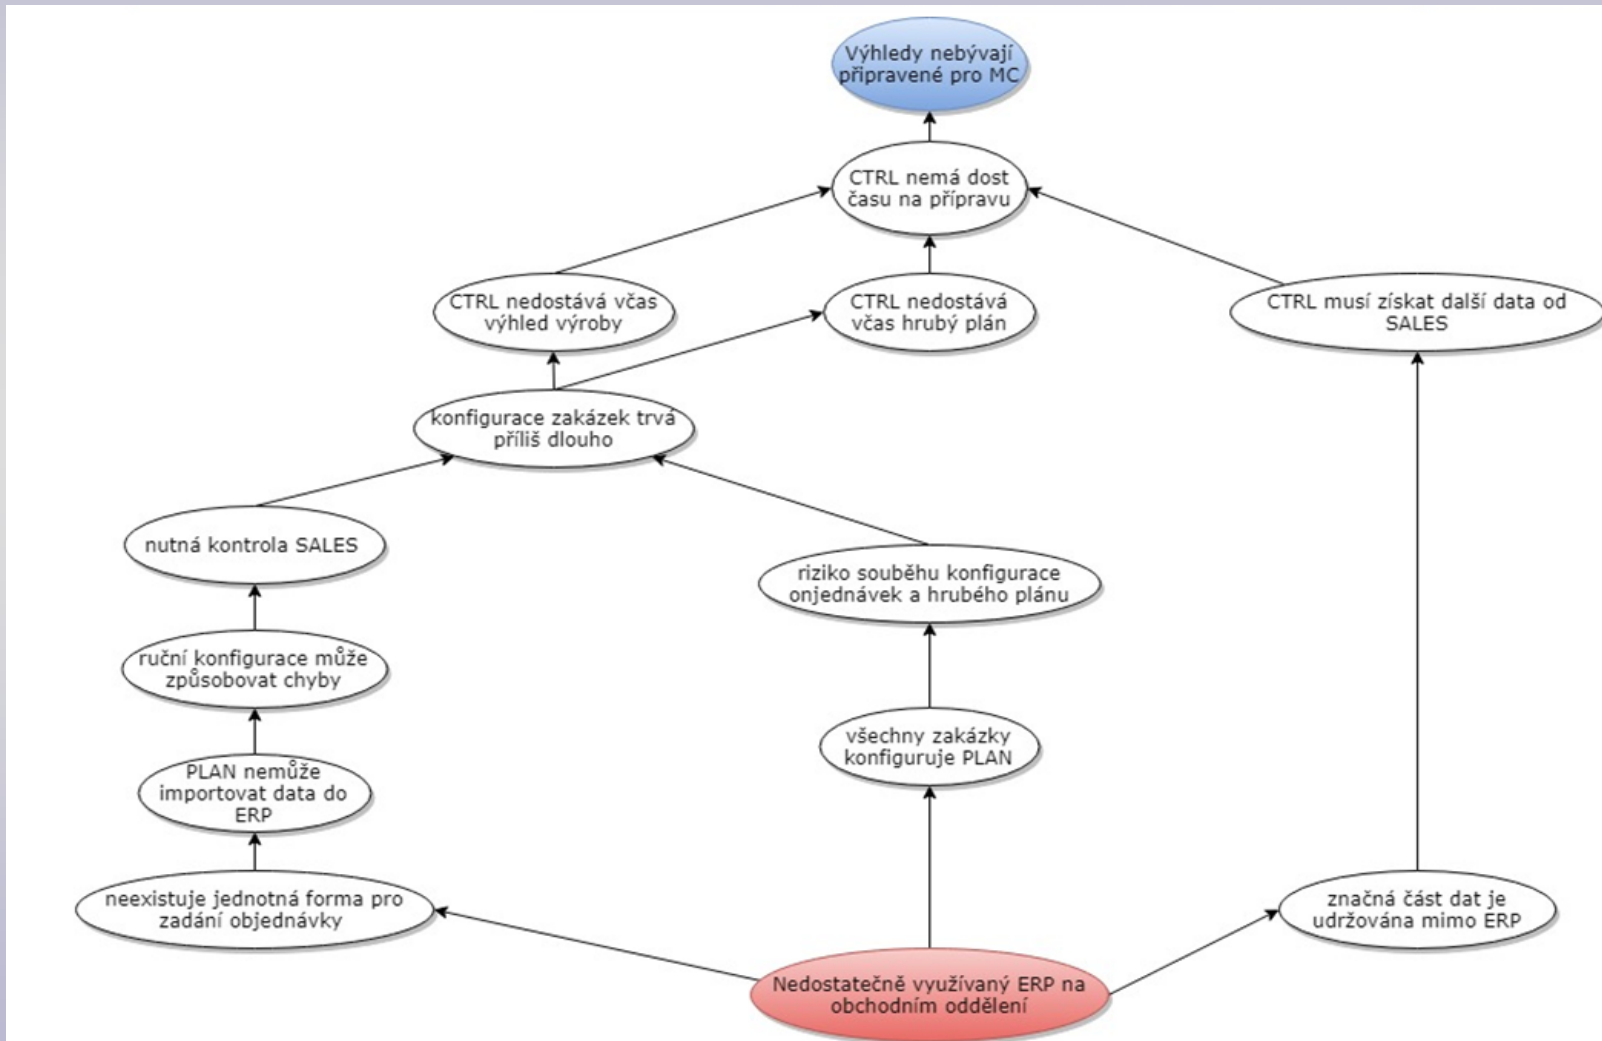 Výhledy nebývají
připravené pro MC
CTRL nemá dost
času na přípravu
CTRL nedostává včas
výhled výroby
CTRL nedostává
včas hrubý plán
CTRL musí získat další data od
SALES
konfigurace zakázek trvá
příliš dlouho
nutná kontrola SALES
riziko souběhu konfigurace
onjednávek a hrubého plánu
ruční konfigurace může
způsobovat chyby
všechny zakázky
konfiguruje PLAN
PLAN nemůže
importovat data do
ERP
neexistuje jednotná forma pro
zadání objednávky
značná část dat je
udržována mimo ERP
Nedostatečně využívaný ERP na
obchodním oddělení